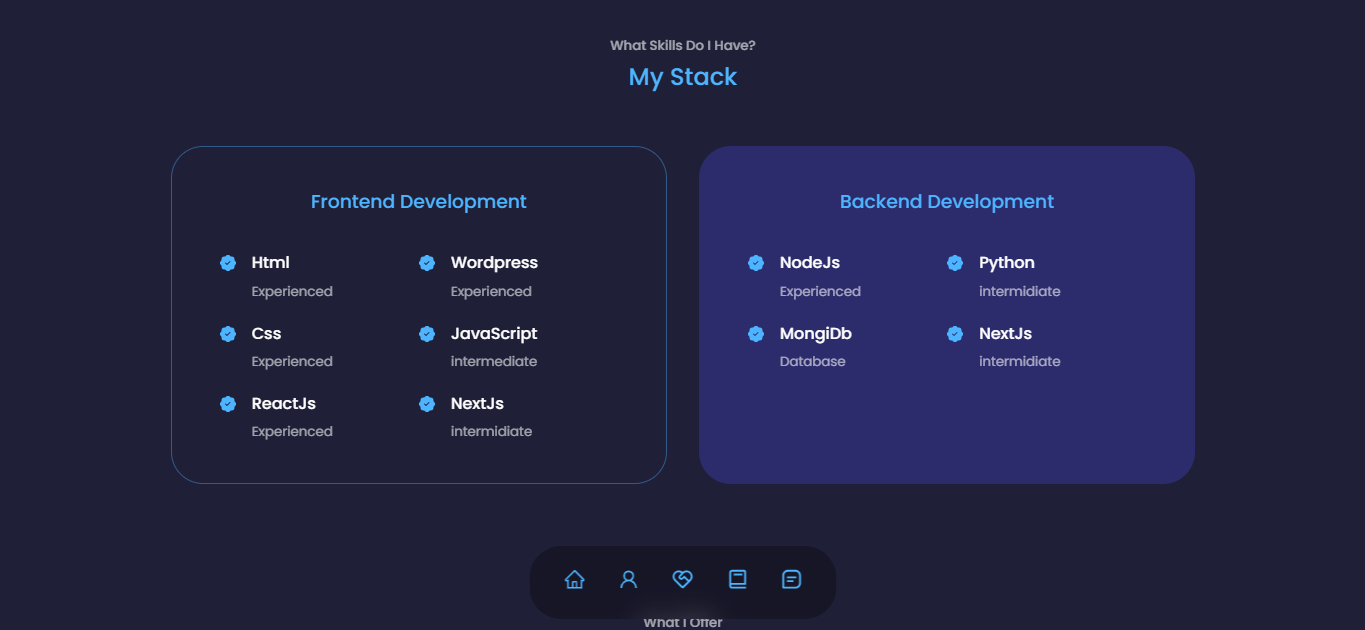 What Skills Do I Have?
My Stack
Frontend Development
Html
Experienced
Wordpress
Experienced
Css
Experienced
JavaScript
intermediate
ReactJs
Experienced
NextJs
intermidiate
Backend Development
NodeJs
Experienced
Python
intermidiate
MongiDb
Database
NextJs
intermidiate
What I Offer